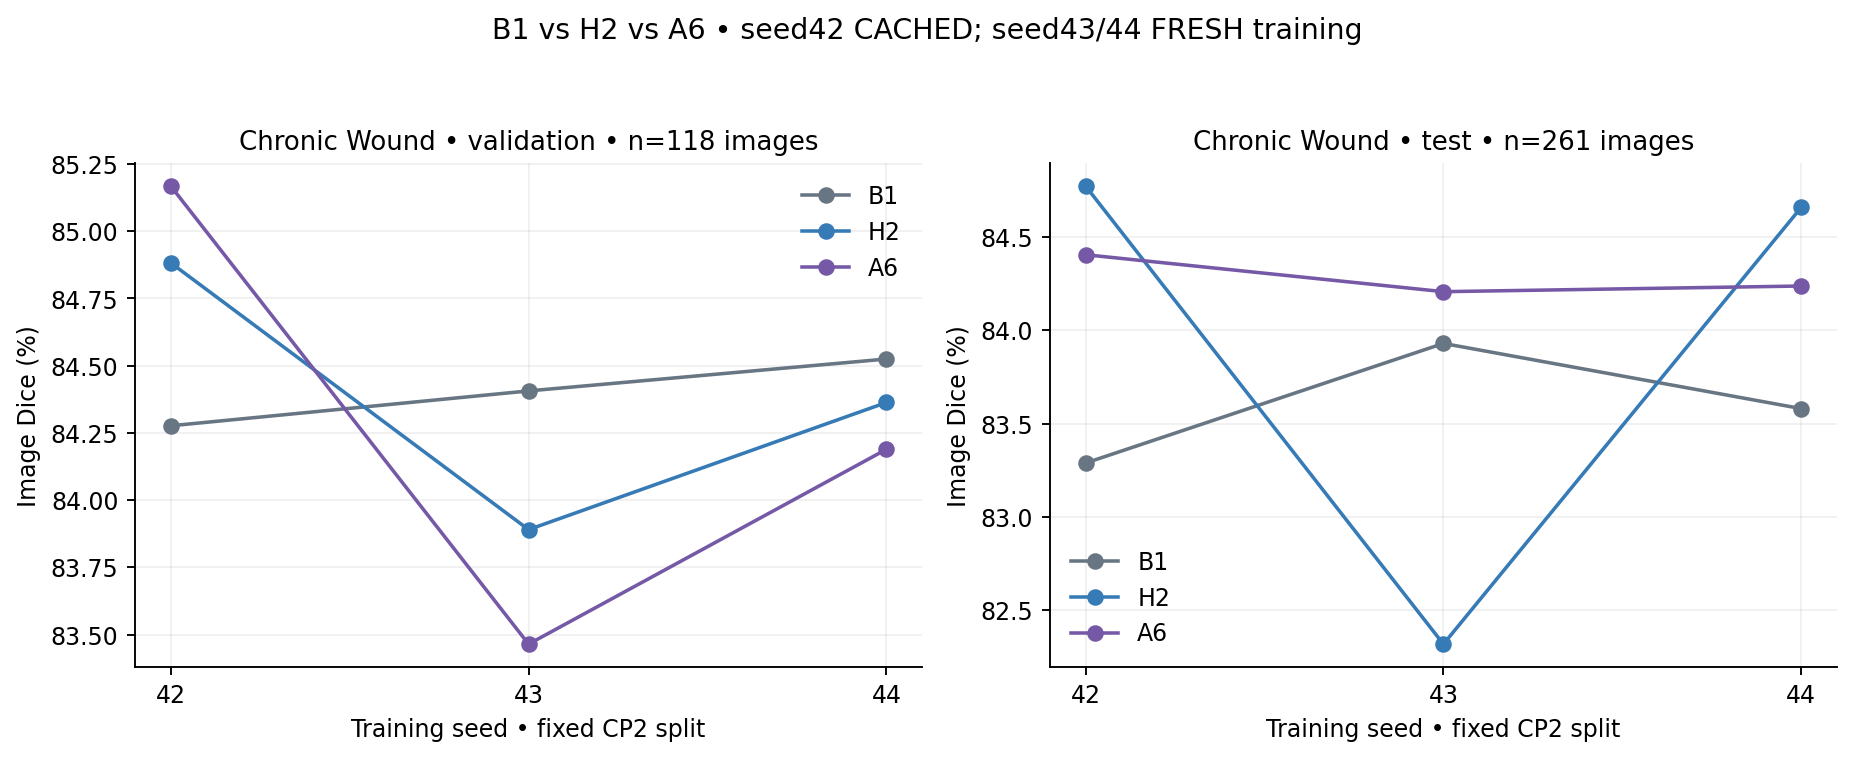 B1 vs H2 vs A6 • seed42 CACHED; seed43/44 FRESH training
Chronic Wound • validation • n=118 images
85.25
85.00
84.75
84.50
84.25
84.00
83.75
83.50
Image Dice (%)
B1
H2
A6
42
43
44
Training seed • fixed CP2 split
Chronic Wound • test • n=261 images
84.5
84.0
83.5
83.0
82.5
Image Dice (%)
B1
H2
A6
42
43
44
Training seed • fixed CP2 split